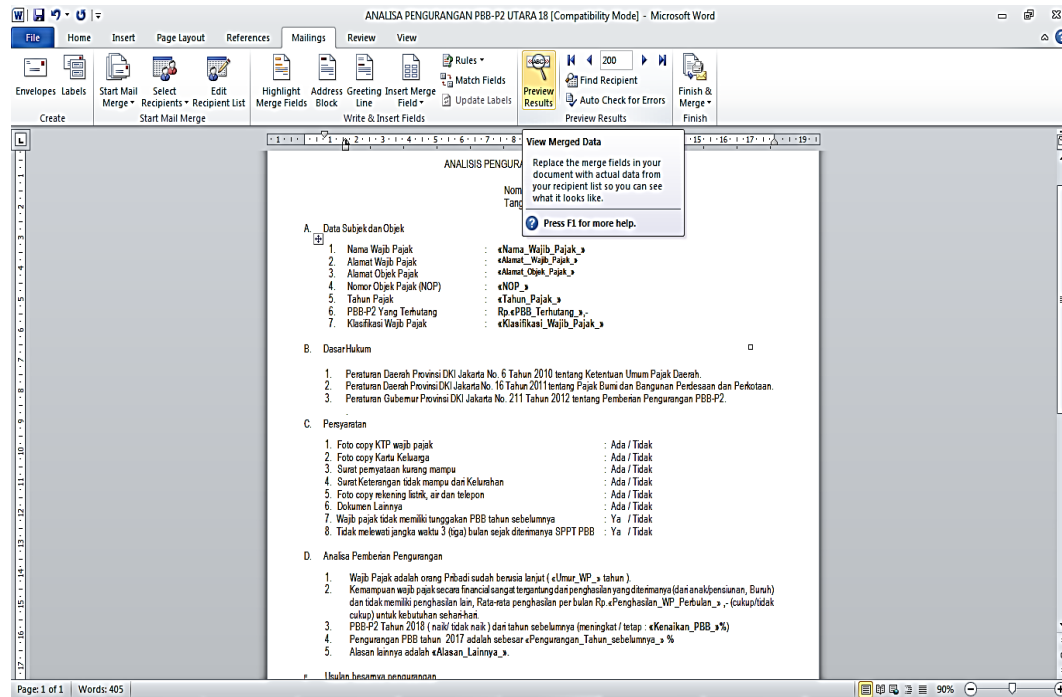 ANALISA PENGURANGAN PBB-P2 UTARA 18 [Compatibility Mode] - Microsoft Word
File Home Insert Page Layout References Mailings Review View
Envelopes Labels Start Mail Merge Select Recipients Edit Recipient List Highlight Merge Fields Address Block Greeting Line Insert Merge Field Rules Match Fields Update Labels Preview Results 200 Find Recipient Auto Check for Errors Finish & Merge
Create Start Mail Merge Write & Insert Fields Preview Results Finish
View Merged Data
Replace the merge fields in your
document with actual data from
your recipient list so you can see
what it looks like.
Press F1 for more help.
ANALISIS PENGURA
Nom
Tang
A. Data Subjek dan Objek
1. Nama Wajib Pajak : «Nama_Wajib_Pajak_»
2. Alamat Wajib Pajak : «Alamat__Wajib_Pajak_»
3. Alamat Objek Pajak : «Alamat_Objek_Pajak_»
4. Nomor Objek Pajak (NOP) : «NOP_»
5. Tahun Pajak : «Tahun_Pajak_»
6. PBB-P2 Yang Terhutang : Rp.«PBB_Terhutang_»,-
7. Klasifikasi Wajib Pajak : «Klasifikasi_Wajib_Pajak_»
B. Dasar Hukum
1. Peraturan Daerah Provinsi DKI Jakarta No. 6 Tahun 2010 tentang Ketentuan Umum Pajak Daerah.
2. Peraturan Daerah Provinsi DKI Jakarta No. 16 Tahun 2011 tentang Pajak Bumi dan Bangunan Perdesaan dan Perkotaan.
3. Peraturan Gubernur Provinsi DKI Jakarta No. 211 Tahun 2012 tentang Pemberian Pengurangan PBB-P2.
.
C. Persyaratan
1. Foto copy KTP wajib pajak : Ada / Tidak
2. Foto copy Kartu Keluarga : Ada / Tidak
3. Surat pernyataan kurang mampu : Ada / Tidak
4. Surat Keterangan tidak mampu dari Kelurahan : Ada / Tidak
5. Foto copy rekening listrik, air dan telepon : Ada / Tidak
6. Dokumen Lainnya : Ada / Tidak
7. Wajib pajak tidak memiliki tunggakan PBB tahun sebelumnya : Ya / Tidak
8. Tidak melewati jangka waktu 3 (tiga) bulan sejak diterimanya SPPT PBB : Ya / Tidak
D. Analisa Pemberian Pengurangan
1. Wajib Pajak adalah orang Pribadi sudah berusia lanjut ( «Umur_WP_» tahun ).
2. Kemampuan wajib pajak secara financial sangat tergantung dari penghasilan yang diterimanya (dari anak/pensiunan, Buruh)
dan tidak memiliki penghasilan lain, Rata-rata penghasilan per bulan Rp.«Penghasilan_WP_Perbulan_» ,- (cukup/tidak
cukup) untuk kebutuhan sehari-hari.
3. PBB-P2 Tahun 2018 ( naik/ tidak naik ) dari tahun sebelumnya (meningkat / tetap : «Kenaikan_PBB_»%)
4. Pengurangan PBB tahun 2017 adalah sebesar «Pengurangan_Tahun_sebelumnya_» %
5. Alasan lainnya adalah «Alasan_Lainnya_».
Usulan besarnya pengurangan
Page: 1 of 1 Words: 405 90%